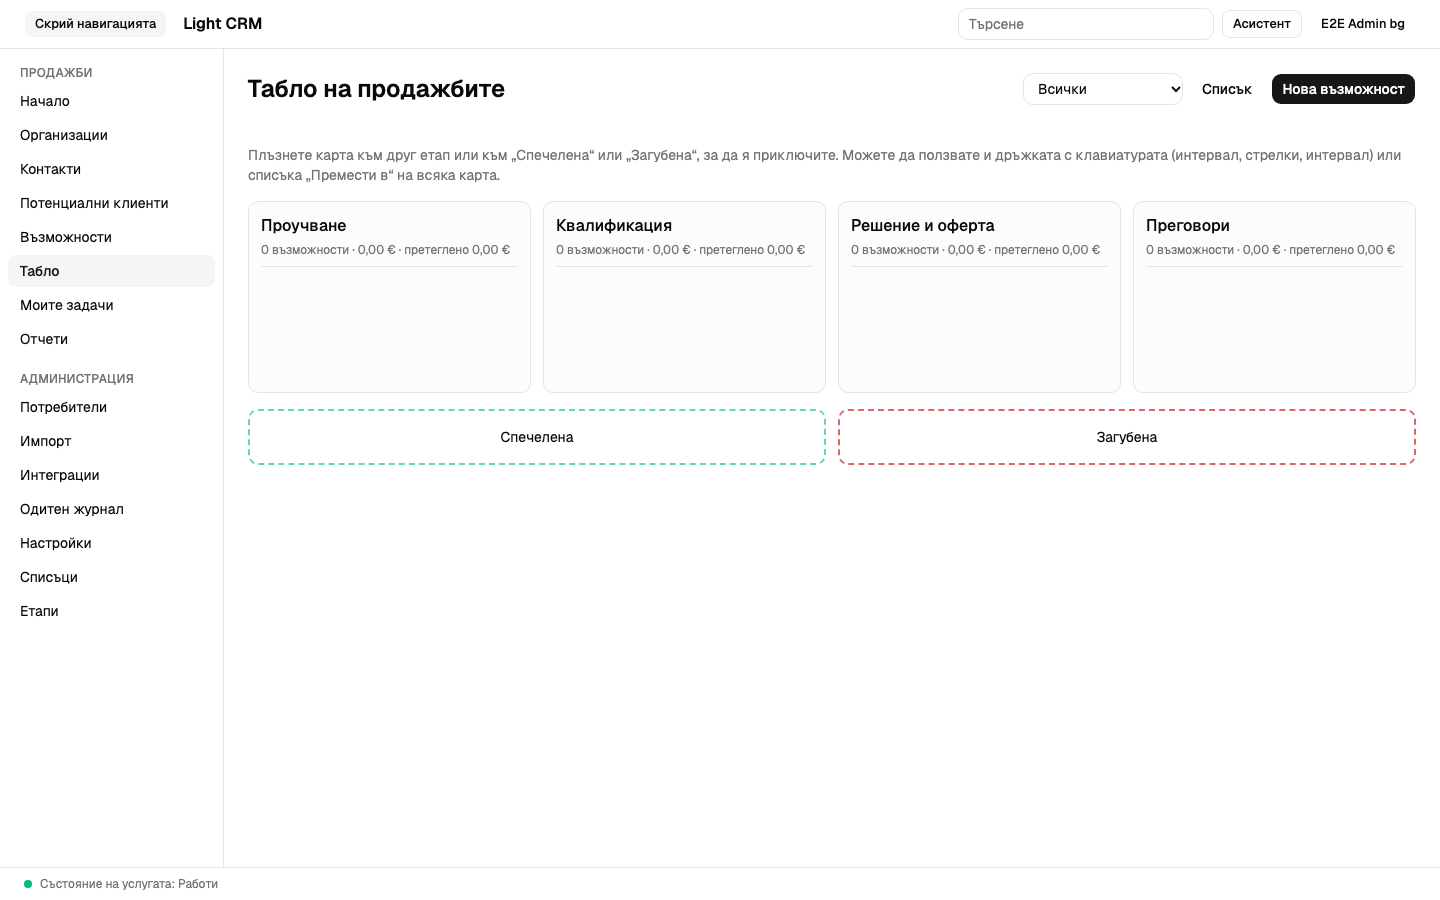 Скрий навигацията
Light CRM
Търсене
Асистент
E2E Admin bg
ПРОДАЖБИ
Начало
Организации
Контакти
Потенциални клиенти
Възможности
Табло
Моите задачи
Отчети
АДМИНИСТРАЦИЯ
Потребители
Импорт
Интеграции
Одитен журнал
Настройки
Списъци
Етапи
Табло на продажбите
Всички
Списък
Нова възможност
Плъзнете карта към друг етап или към „Спечелена“ или „Загубена“, за да я приключите. Можете да ползвате и дръжката с клавиатурата (интервал, стрелки, интервал) или
списъка „Премести в“ на всяка карта.
Проучване
0 възможности · 0,00 € · претеглено 0,00 €
Квалификация
0 възможности · 0,00 € · претеглено 0,00 €
Решение и оферта
0 възможности · 0,00 € · претеглено 0,00 €
Преговори
0 възможности · 0,00 € · претеглено 0,00 €
Спечелена
Загубена
Състояние на услугата: Работи